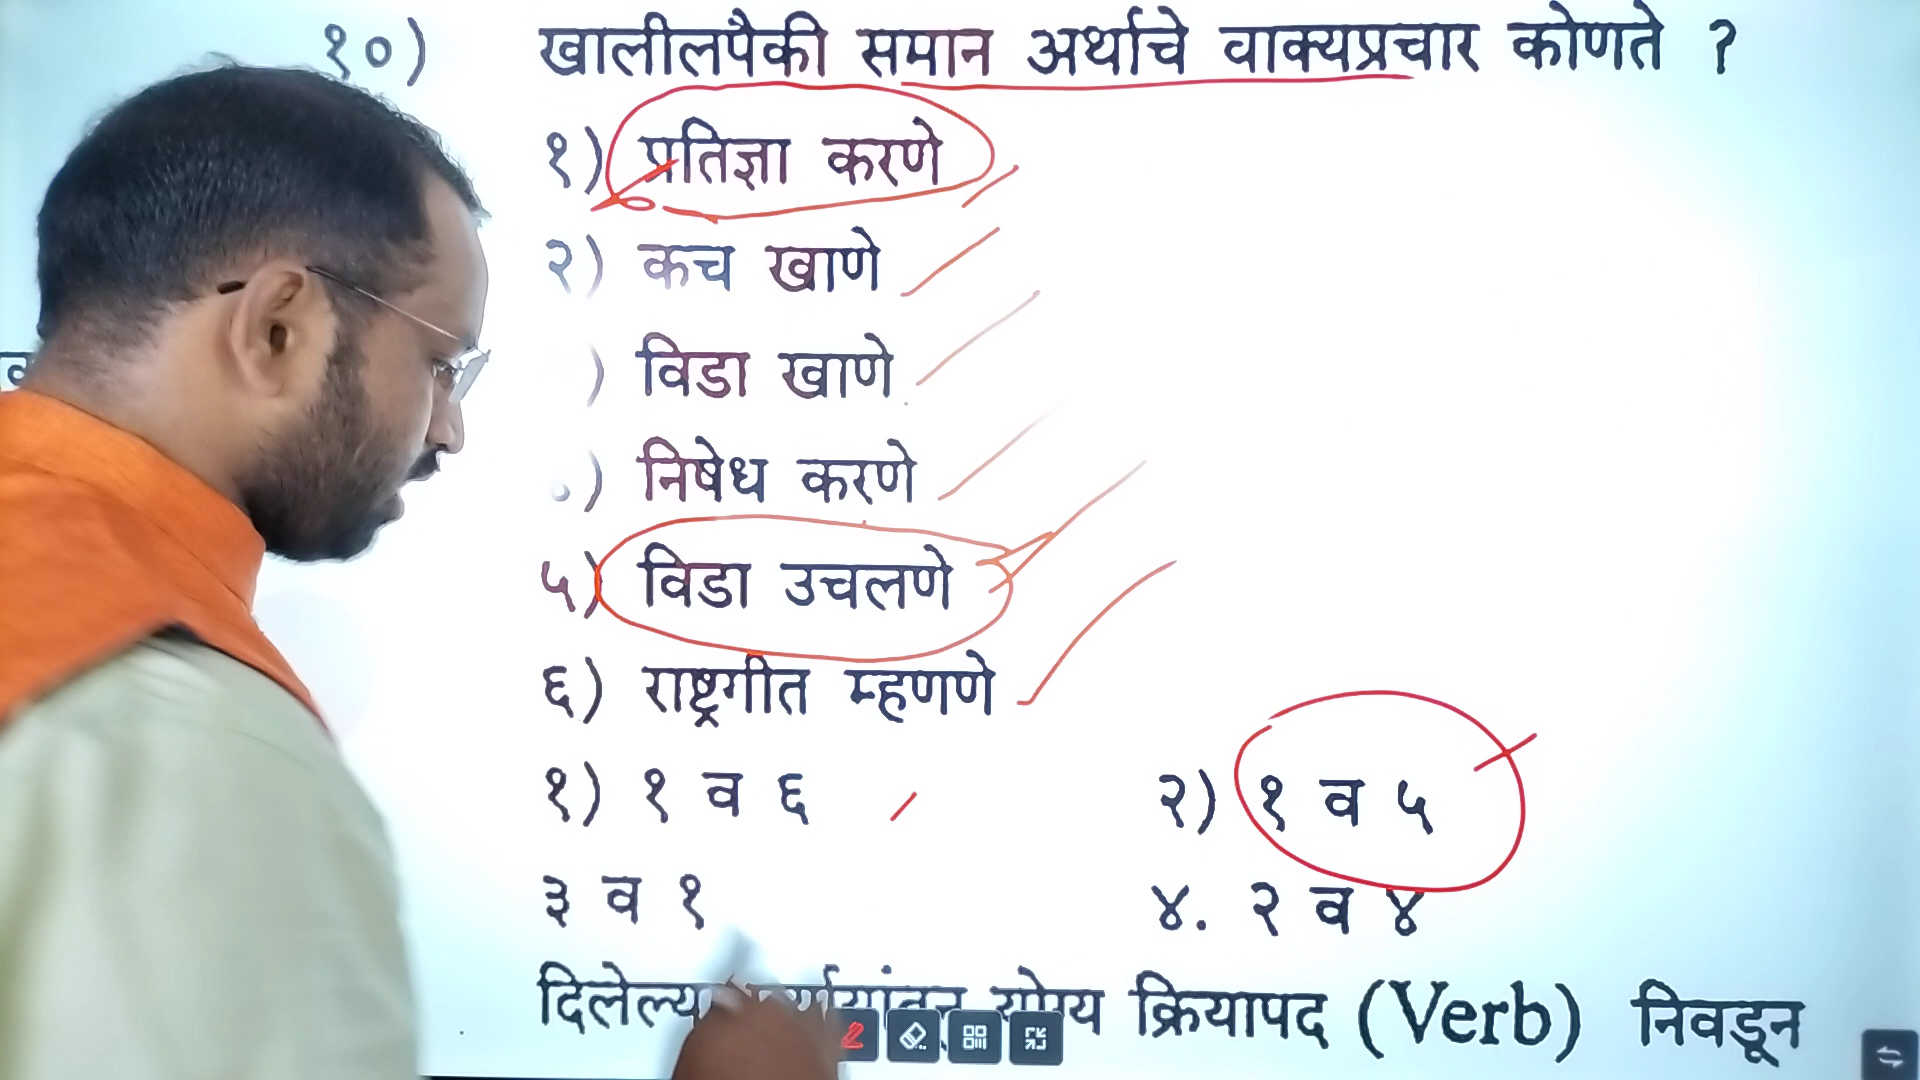 १०) खालीलपैकी समान अर्थाचे वाक्यप्रचार कोणते ?
१) प्रतिज्ञा करणे
२) कच खाणे
) विडा खाणे
) निषेध करणे
५) विडा उचलणे
६) राष्ट्रगीत म्हणणे
१) १ व ६ २) १ व ५
३ व १ ४. २ व ४
योग्य क्रियापद (Verb) निवडून